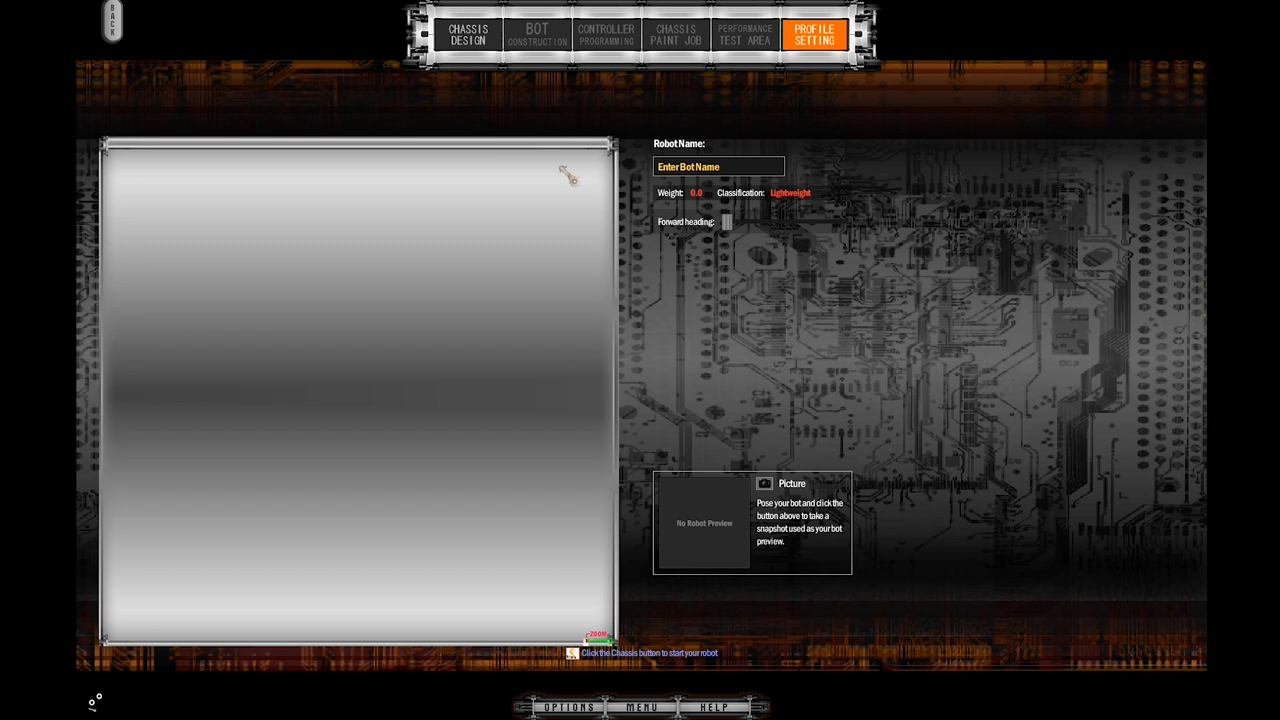 BACK
CHASSIS DESIGN
BOT CONSTRUCTION
CONTROLLER PROGRAMMING
CHASSIS PAINT JOB
PERFORMANCE TEST AREA
PROFILE SETTING
Robot Name:
Enter Bot Name
Weight: 0.0 Classification: Lightweight
Forward heading:
Picture
Pose your bot and click the
button above to take a
snapshot used as your bot
preview.
No Robot Preview
ZOOM
Click the Chassis button to start your robot
OPTIONS MENU HELP